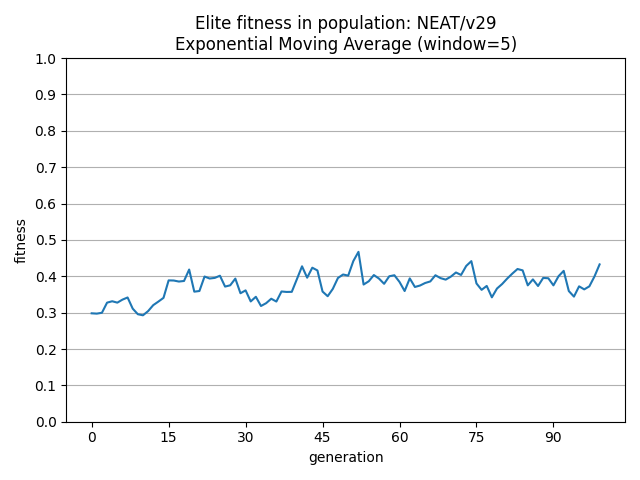 Elite fitness in population: NEAT/v29
Exponential Moving Average (window=5)
1.0
0.9
0.8
0.7
0.6
0.5
0.4
0.3
0.2
0.1
0.0
fitness
0 15 30 45 60 75 90
generation